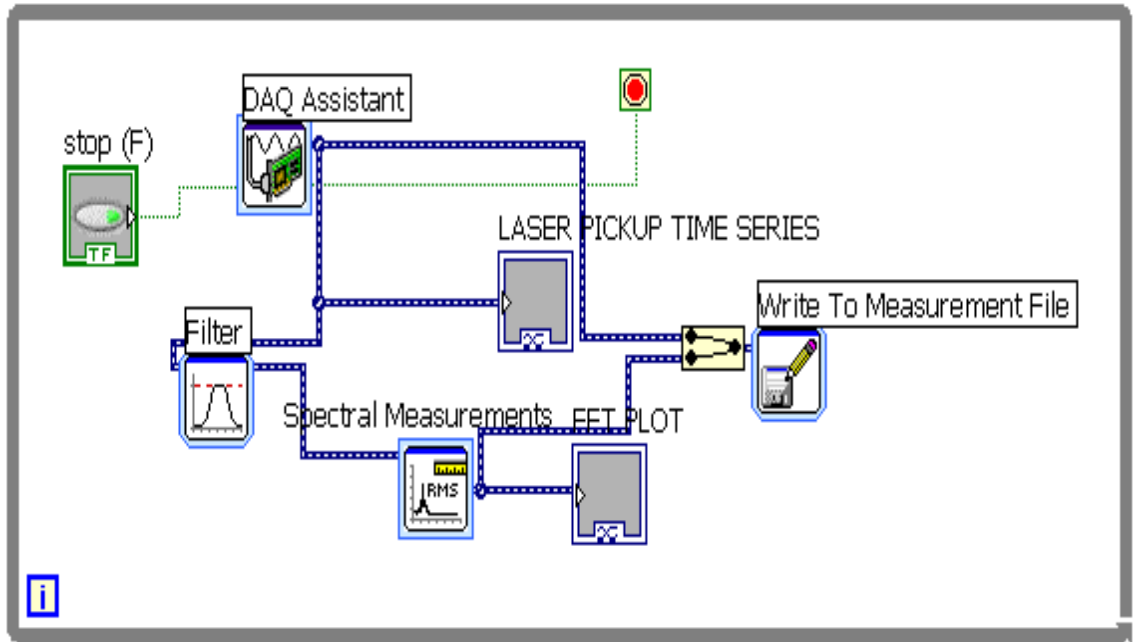 DAQ Assistant
stop (F)
TF
LASER PICKUP TIME SERIES
Write To Measurement File
Filter
Spectral Measurements
FFT PLOT
RMS
i